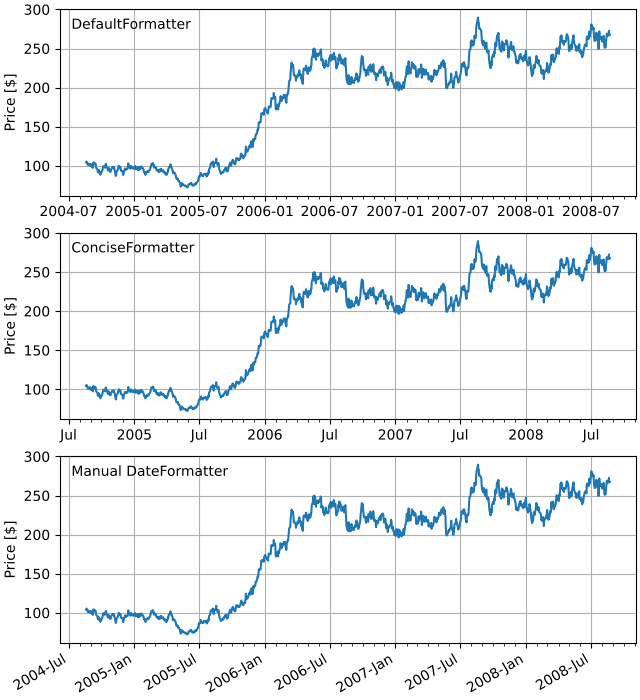 300
DefaultFormatter
250
200
150
100
Price [$]
2004-07 2005-01 2005-07 2006-01 2006-07 2007-01 2007-07 2008-01 2008-07
300
ConciseFormatter
250
200
150
100
Price [$]
Jul 2005 Jul 2006 Jul 2007 Jul 2008 Jul
300
Manual DateFormatter
250
200
150
100
Price [$]
2004-Jul 2005-Jan 2005-Jul 2006-Jan 2006-Jul 2007-Jan 2007-Jul 2008-Jan 2008-Jul